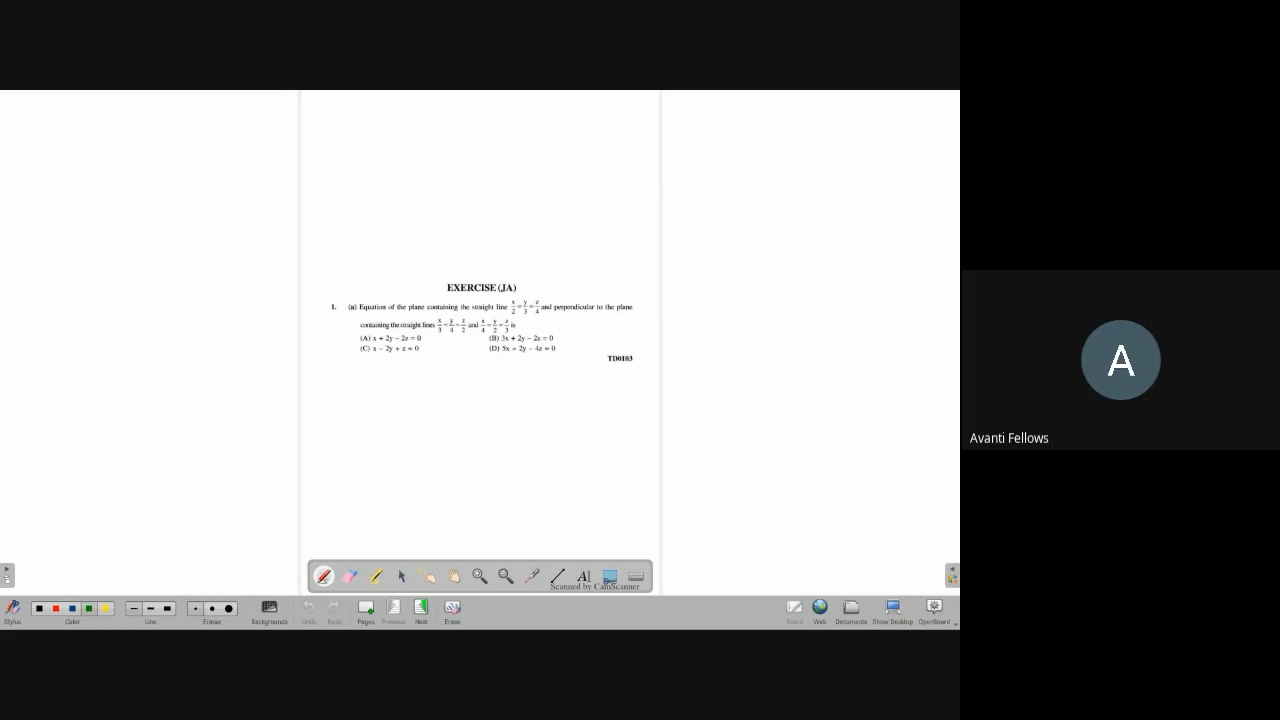 EXERCISE (JA)
1. (a) Equation of the plane containing the straight line x/2 = y/3 = z/4 and perpendicular to the plane
containing the straight lines x/3 = y/4 = z/2 and x/4 = y/2 = z/3 is
(A) x + 2y − 2z = 0 (B) 3x + 2y − 2z = 0
(C) x − 2y + z = 0 (D) 5x + 2y − 4z = 0
TD0103
A
Avanti Fellows
Scanned by CamScanner
Stylus Color Line Eraser Backgrounds Undo Redo Pages Previous Next Erase Board Web Documents Show Desktop OpenBoard